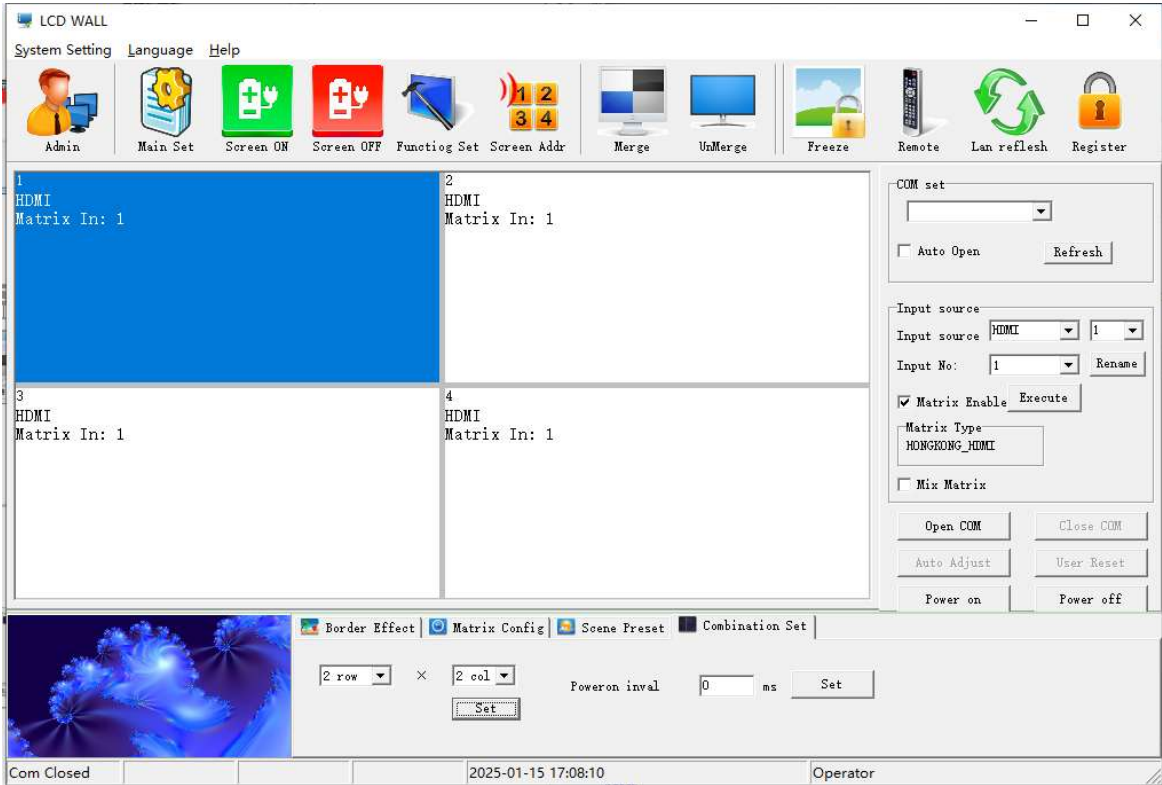 LCD WALL
System Setting Language Help
Admin Main Set Screen ON Screen OFF Functiog Set Screen Addr Merge UnMerge Freeze Remote Lan reflesh Register
1 2
3 4
1
HDMI
Matrix In: 1
2
HDMI
Matrix In: 1
3
HDMI
Matrix In: 1
4
HDMI
Matrix In: 1
COM set
Auto Open Refresh
Input source
Input source HDMI 1
Input No: 1 Rename
Matrix Enable Execute
Matrix Type
HONGKONG_HDMI
Mix Matrix
Open COM Close COM
Auto Adjust User Reset
Power on Power off
Border Effect Matrix Config Scene Preset Combination Set
2 row × 2 col Poweron inval 0 ms Set
Set
Com Closed 2025-01-15 17:08:10 Operator